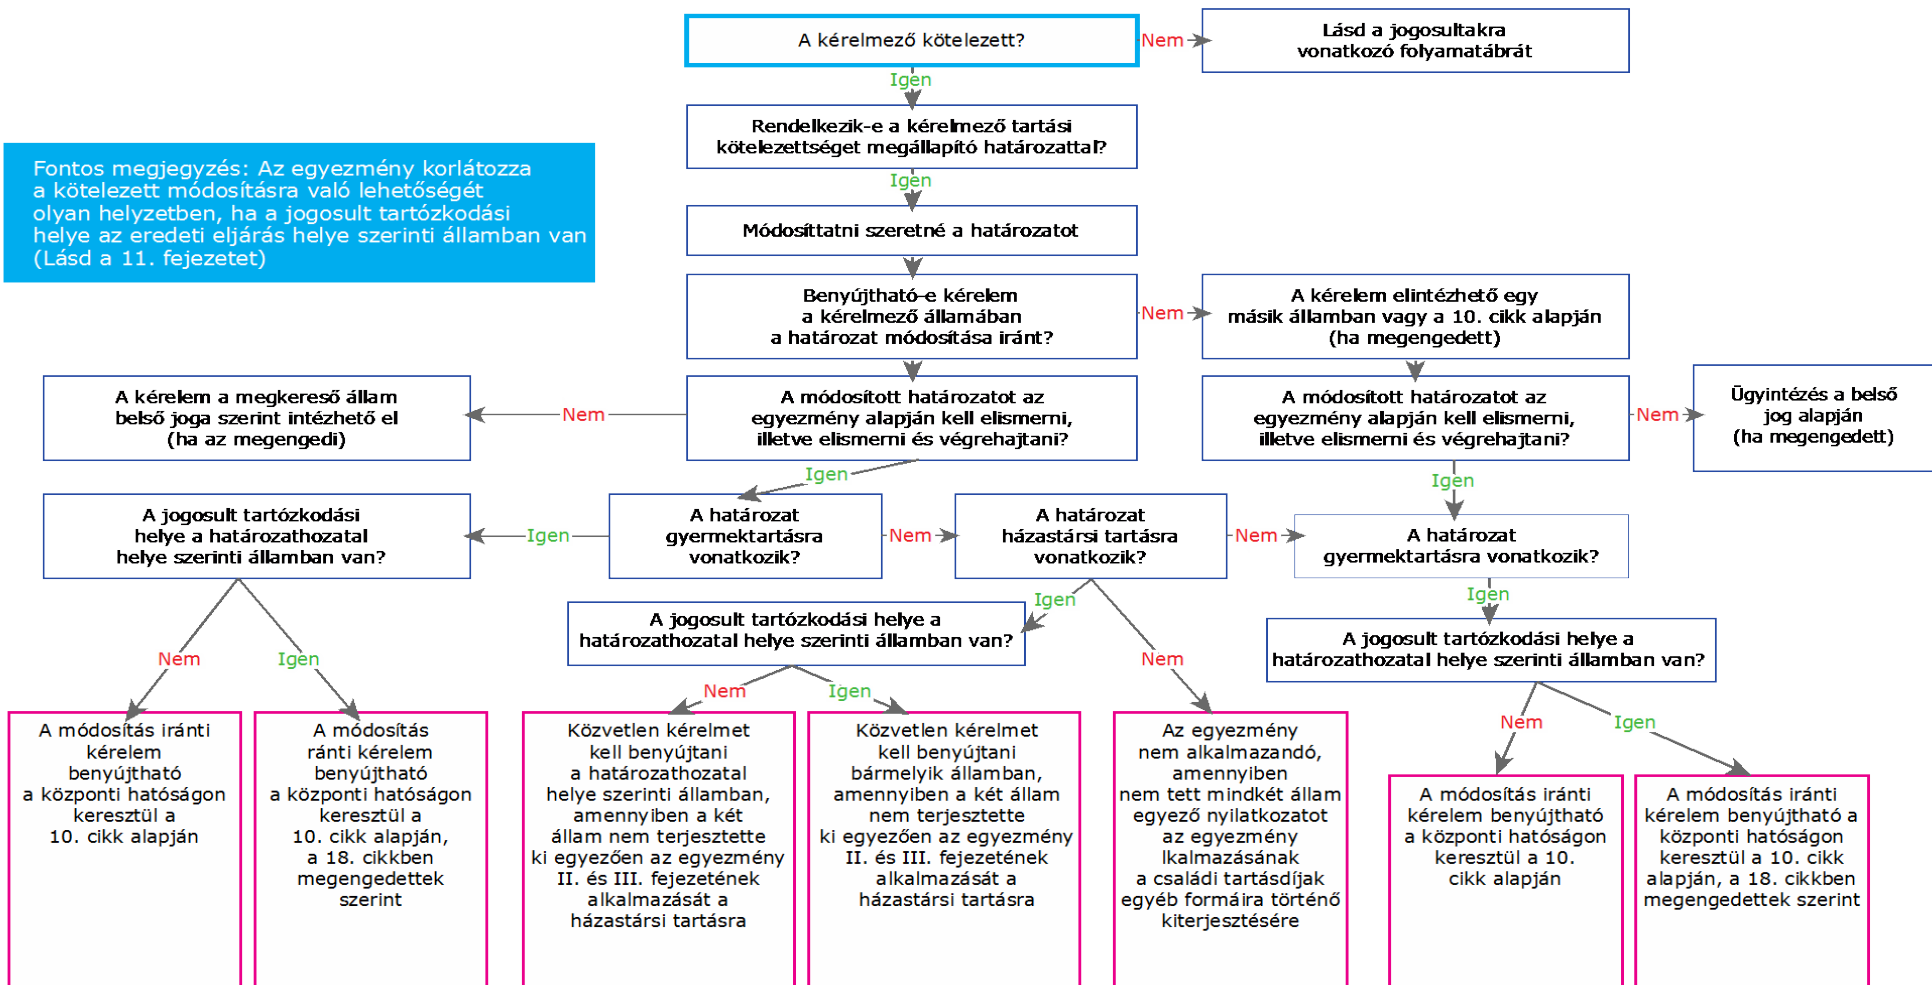 A kérelmező kötelezett?
Nem
Lásd a jogosultakra
vonatkozó folyamatábrát
Igen
Rendelkezik-e a kérelmező tartási
kötelezettséget megállapító határozattal?
Fontos megjegyzés: Az egyezmény korlátozza
a kötelezett módosításra való lehetőségét
olyan helyzetben, ha a jogosult tartózkodási
helye az eredeti eljárás helye szerinti államban van
(Lásd a 11. fejezetet)
Igen
Módosíttatni szeretné a határozatot
Benyújtható-e kérelem
a kérelmező államában
a határozat módosítása iránt?
Nem
A kérelem elintézhető egy
másik államban vagy a 10. cikk alapján
(ha megengedett)
A kérelem a megkereső állam
belső joga szerint intézhető el
(ha az megengedi)
Nem
A módosított határozatot az
egyezmény alapján kell elismerni,
illetve elismerni és végrehajtani?
A módosított határozatot az
egyezmény alapján kell elismerni,
illetve elismerni és végrehajtani?
Nem
Ügyintézés a belső
jog alapján
(ha megengedett)
Igen
Igen
A jogosult tartózkodási
helye a határozathozatal
helye szerinti államban van?
Igen
A határozat
gyermektartásra
vonatkozik?
Nem
A határozat
házastársi tartásra
vonatkozik?
Nem
A határozat
gyermektartásra vonatkozik?
Igen
Igen
A jogosult tartózkodási helye a
határozathozatal helye szerinti államban van?
A jogosult tartózkodási helye a
határozathozatal helye szerinti államban van?
Nem
Igen
Nem
Igen
Nem
Nem
Igen
A módosítás iránti
kérelem
benyújtható
a központi hatóságon
keresztül a
10. cikk alapján
A módosítás
ránti kérelem
benyújtható
a központi hatóságon
keresztül a
10. cikk alapján,
a 18. cikkben
megengedettek
szerint
Közvetlen kérelmet
kell benyújtani
a határozathozatal
helye szerinti államban,
amennyiben a két
állam nem terjesztette
ki egyezően az egyezmény
II. és III. fejezetének
alkalmazását a
házastársi tartásra
Közvetlen kérelmet
kell benyújtani
bármelyik államban,
amennyiben a két állam
nem terjesztette
ki egyezően az egyezmény
II. és III. fejezetének
alkalmazását a
házastársi tartásra
Az egyezmény
nem alkalmazandó,
amennyiben
nem tett mindkét állam
egyező nyilatkozatot
az egyezmény
lkalmazásának
a családi tartásdíjak
egyéb formáira történő
kiterjesztésére
A módosítás iránti
kérelem benyújtható
a központi hatóságon
keresztül a 10.
cikk alapján
A módosítás iránti
kérelem benyújtható a
központi hatóságon
keresztül a 10. cikk
alapján, a 18. cikkben
megengedettek szerint